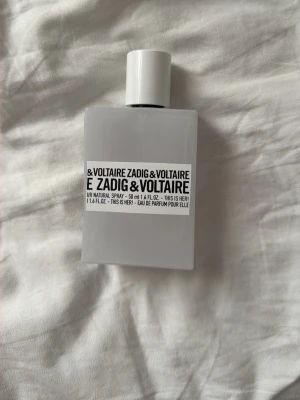 &VOLTAIRE ZADIG&VOLTAIRE
E ZADIG&VOLTAIRE
UR NATURAL SPRAY - 50 ml 1.6 FL.OZ. - THIS IS HER!
1.6 FL.OZ. - THIS IS HER! - EAU DE PARFUM POUR ELLE